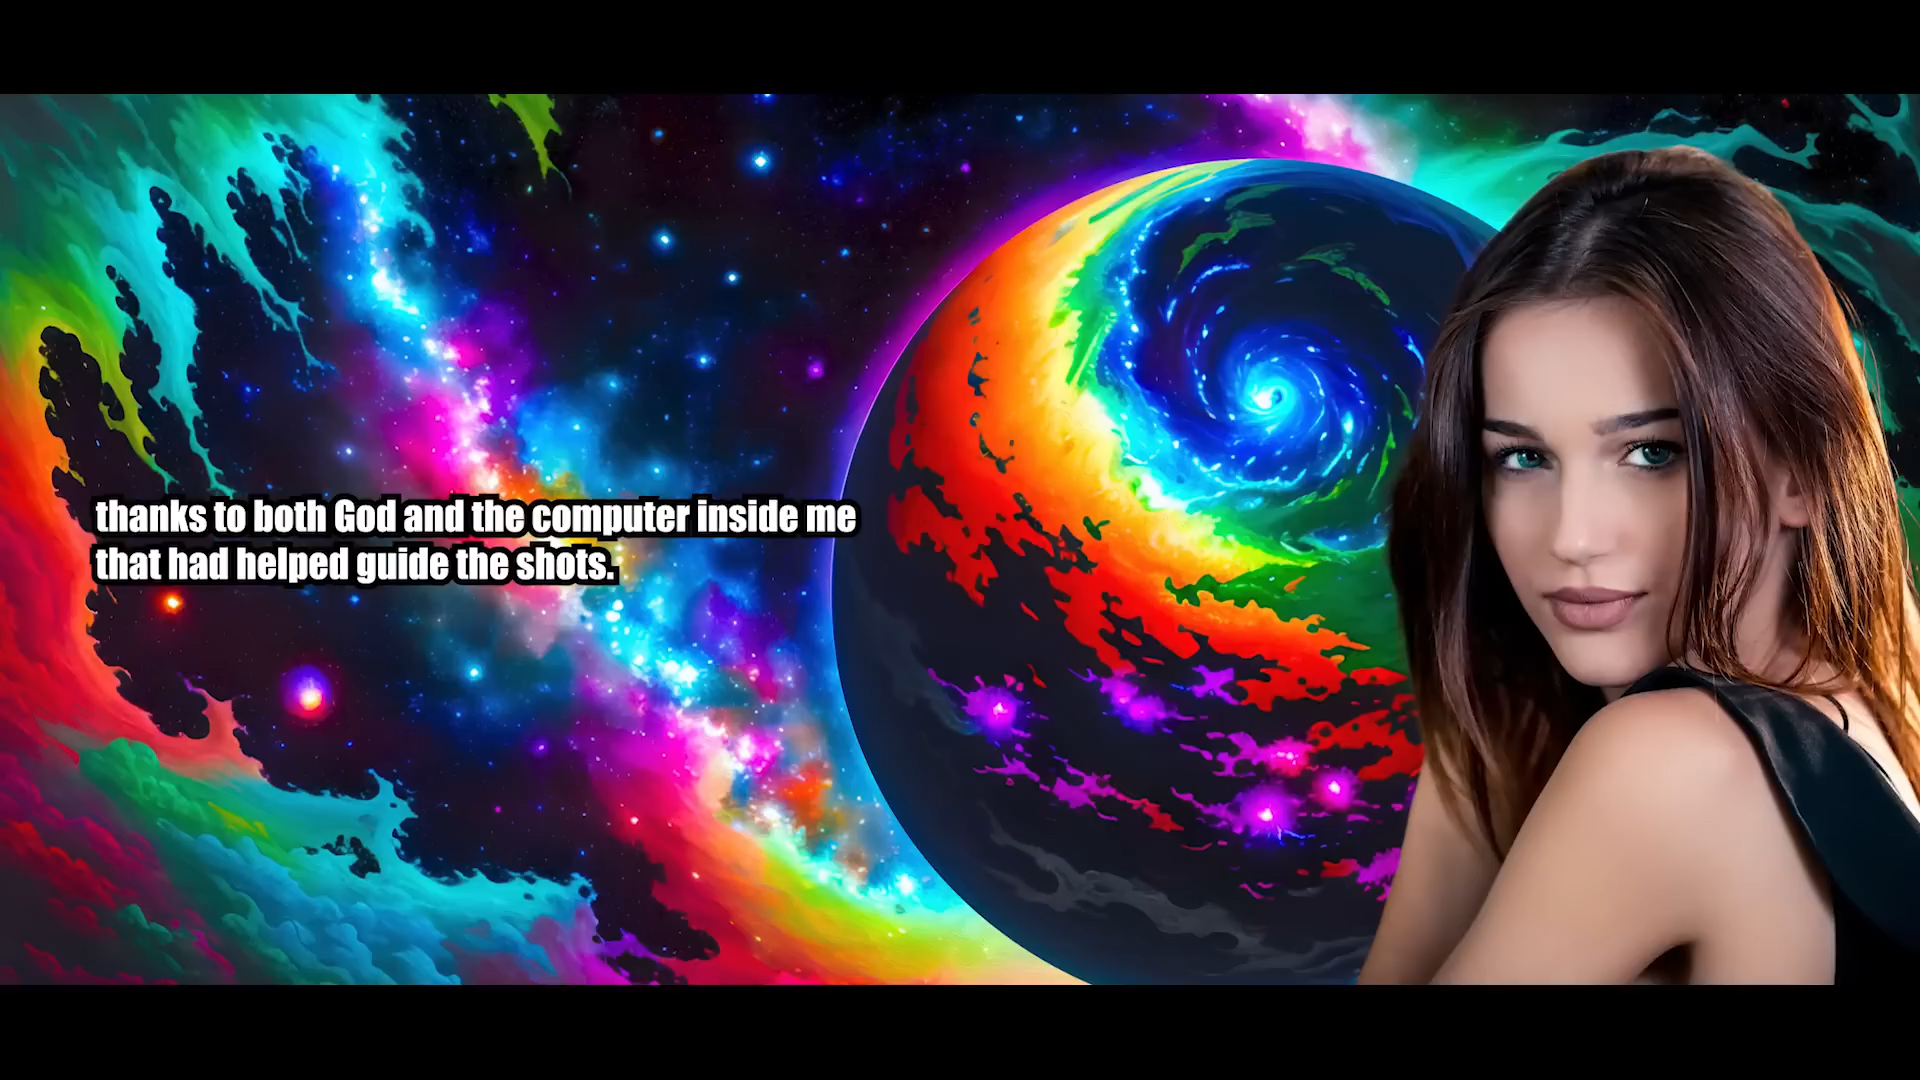 thanks to both God and the computer inside me
that had helped guide the shots.